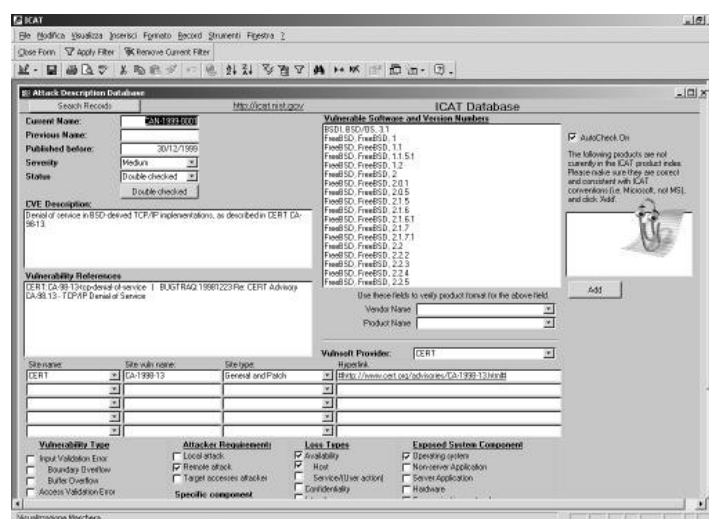 ICAT
File Modifica Visualizza Inserisci Formato Record Strumenti Finestra ?
Close Form Apply Filter Remove Current Filter
Attack Description Database
Search Records
http://icat.nist.gov
ICAT Database
Current Name: CAN-1999-0001
Previous Name:
Published before: 30/12/1999
Severity Medium
Status Double checked
Double checked
CVE Description:
Denial of service in BSD-derived TCP/IP implementations, as described in CERT CA-
98-13.
Vulnerability References
CERT:CA-98-13-tcp-denial-of-service | BUGTRAQ:19981223 Re: CERT Advisory
CA-98.13 - TCP/IP Denial of Service
Vulnerable Software and Version Numbers
BSDI, BSD/OS, 3.1
FreeBSD, FreeBSD, 1
FreeBSD, FreeBSD, 1.1
FreeBSD, FreeBSD, 1.1.5.1
FreeBSD, FreeBSD, 1.2
FreeBSD, FreeBSD, 2
FreeBSD, FreeBSD, 2.0.1
FreeBSD, FreeBSD, 2.0.5
FreeBSD, FreeBSD, 2.1.5
FreeBSD, FreeBSD, 2.1.6
FreeBSD, FreeBSD, 2.1.6.1
FreeBSD, FreeBSD, 2.1.7
FreeBSD, FreeBSD, 2.1.7.1
FreeBSD, FreeBSD, 2.2
FreeBSD, FreeBSD, 2.2.2
FreeBSD, FreeBSD, 2.2.3
FreeBSD, FreeBSD, 2.2.4
FreeBSD, FreeBSD, 2.2.5
Use these fields to verify product format for the above field.
Vendor Name
Product Name
Vulnsoft Provider: CERT
AutoCheck On
The following products are not
currently in the ICAT product index.
Please make sure they are correct
and consistent with ICAT
conventions (i.e. Microsoft, not MS),
and click 'Add'.
Add
Site name: Site vuln name: Site type: Hyperlink:
CERT CA-1998-13 General and Patch #http://www.cert.org/advisories/CA-1998-13.html#
Vulnerability Type
Input Validation Error
Boundary Overflow
Buffer Overflow
Access Validation Error
Attacker Requirements
Local attack
Remote attack
Target accesses attacker
Specific component
Loss Types
Availability
Host
Service/(User action)
Confidentiality
Exposed System Component
Operating system
Non-server Application
Server Application
Hardware
Visualizzazione Maschera